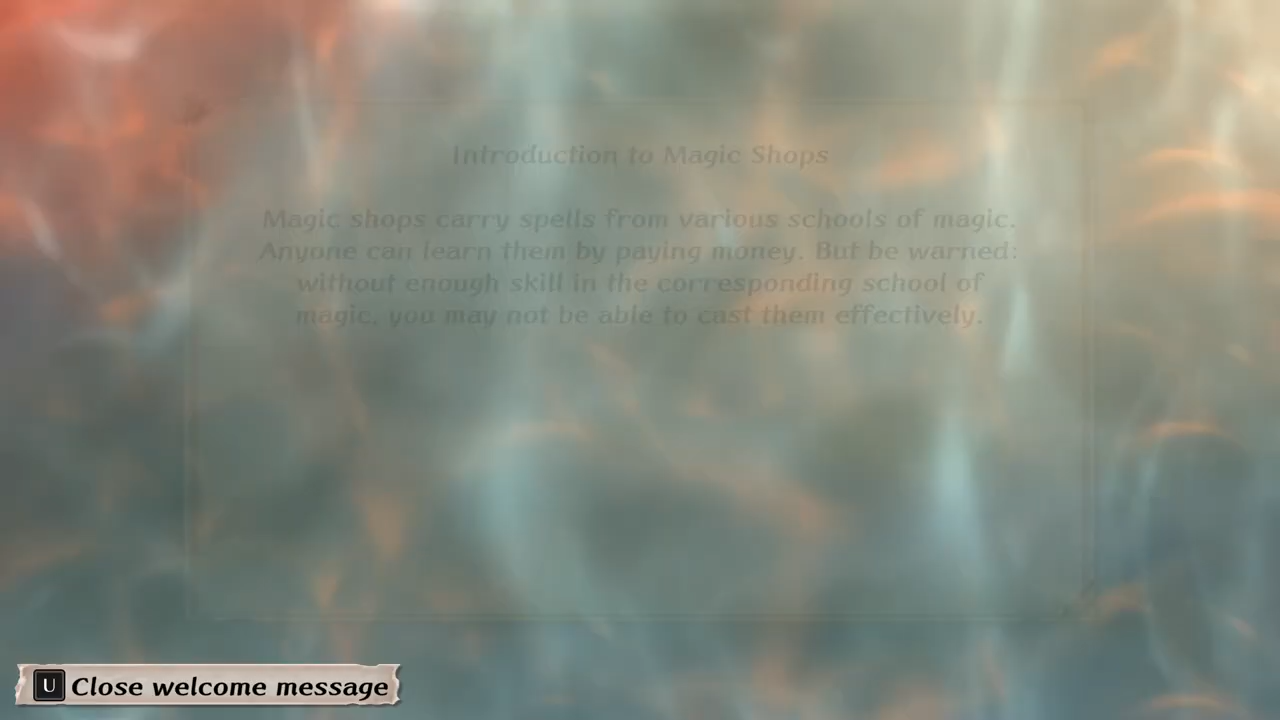 Introduction to Magic Shops
Magic shops carry spells from various schools of magic.
Anyone can learn them by paying money. But be warned:
without enough skill in the corresponding school of
magic, you may not be able to cast them effectively.
U Close welcome message